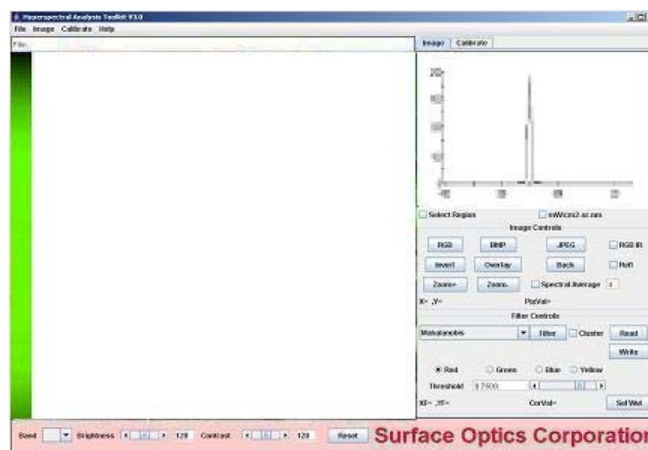 Hyperspectral Analysis Toolkit V3.0
File Image Calibrate Help
File:
Image Calibrate
Select Region mW/cm2.sr.nm
Image Controls
RGB BMP JPEG RGB IR
Invert Overlay Back Refl
Zoom+ Zoom- Spectral Average
X= ,Y= PixVal=
Filter Controls
Mahalanobis Filter Cluster Read
Write
Red Green Blue Yellow
Threshold
CorVal= Set Wvl
Band Brightness 128 Contrast 128 Reset Surface Optics Corporation